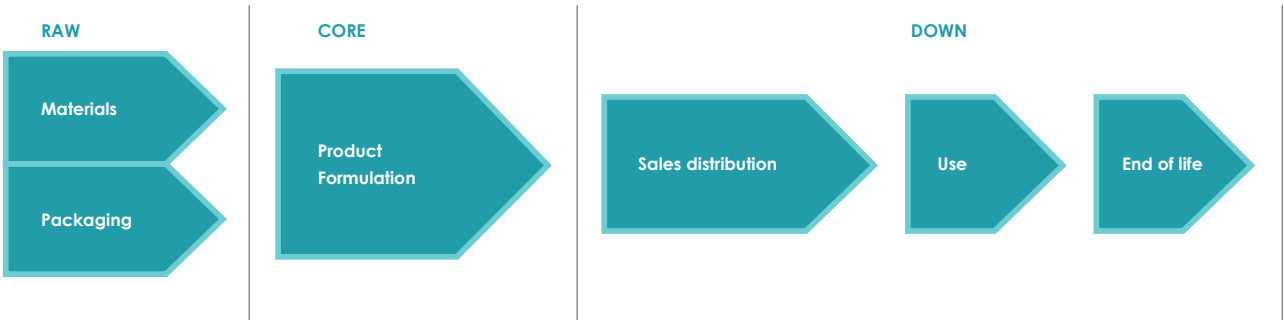 RAW
CORE
DOWN
Materials
Packaging
Product
Formulation
Sales distribution
Use
End of life